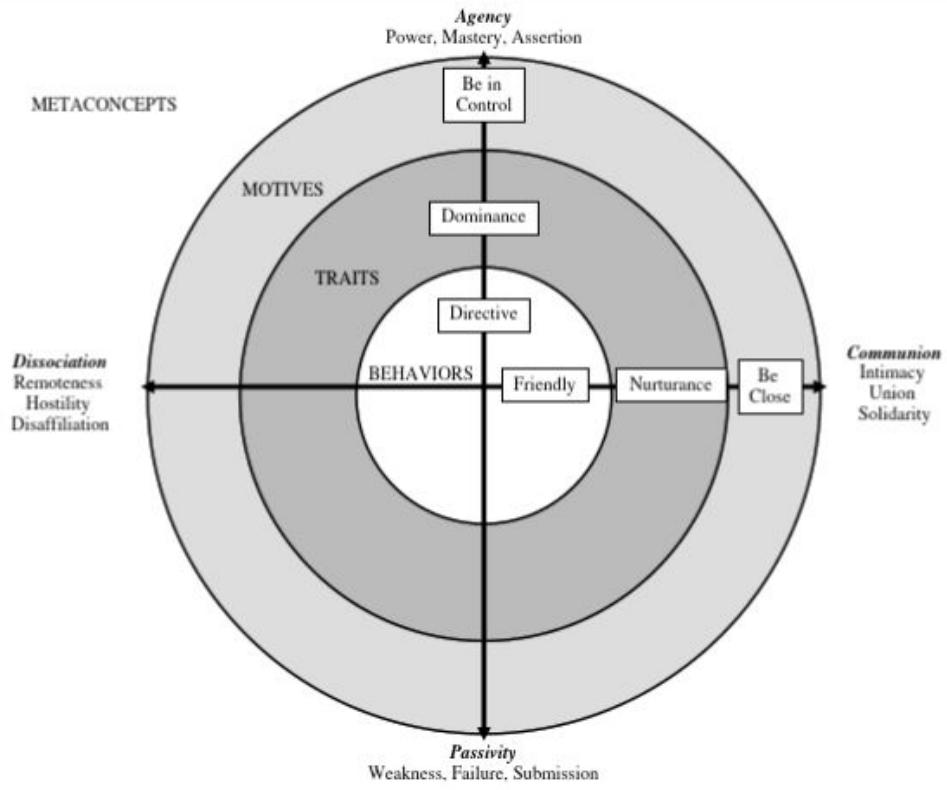 Agency
Power, Mastery, Assertion
METACONCEPTS
Be in
Control
MOTIVES
Dominance
TRAITS
Directive
BEHAVIORS
Dissociation
Remoteness
Hostility
Disaffiliation
Friendly
Nurturance
Be
Close
Communion
Intimacy
Union
Solidarity
Passivity
Weakness, Failure, Submission